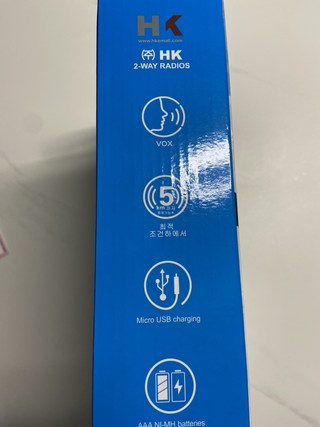 HK
(주) HK
2-WAY RADIOS
VOX
5
최적
조건하에서
Micro USB charging
AAA NI-MH batteries